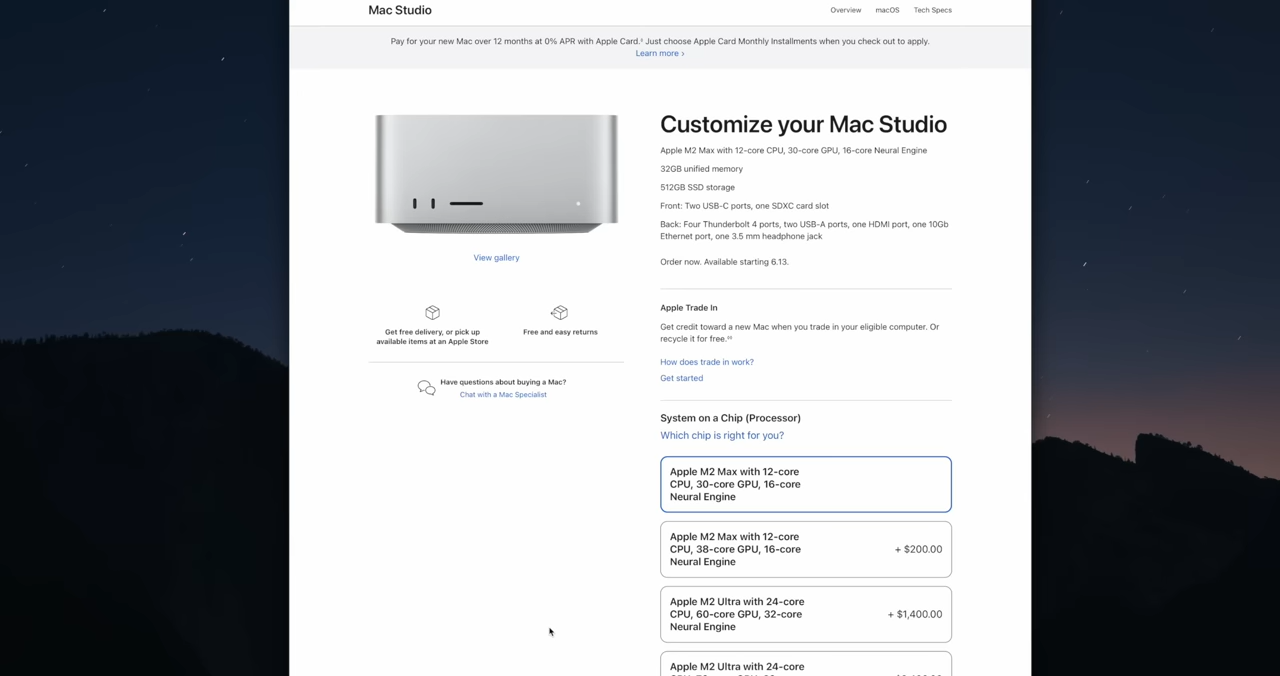 Mac Studio
Overview
macOS
Tech Specs
Pay for your new Mac over 12 months at 0% APR with Apple Card.‡ Just choose Apple Card Monthly Installments when you check out to apply.
Learn more ›
Customize your Mac Studio
Apple M2 Max with 12-core CPU, 30-core GPU, 16-core Neural Engine
32GB unified memory
512GB SSD storage
Front: Two USB-C ports, one SDXC card slot
Back: Four Thunderbolt 4 ports, two USB-A ports, one HDMI port, one 10Gb
Ethernet port, one 3.5 mm headphone jack
Order now. Available starting 6.13.
View gallery
Get free delivery, or pick up
available items at an Apple Store
Free and easy returns
Have questions about buying a Mac?
Chat with a Mac Specialist
Apple Trade In
Get credit toward a new Mac when you trade in your eligible computer. Or
recycle it for free.
How does trade in work?
Get started
System on a Chip (Processor)
Which chip is right for you?
Apple M2 Max with 12-core
CPU, 30-core GPU, 16-core
Neural Engine
Apple M2 Max with 12-core
CPU, 38-core GPU, 16-core
Neural Engine
+ $200.00
Apple M2 Ultra with 24-core
CPU, 60-core GPU, 32-core
Neural Engine
+ $1,400.00
Apple M2 Ultra with 24-core